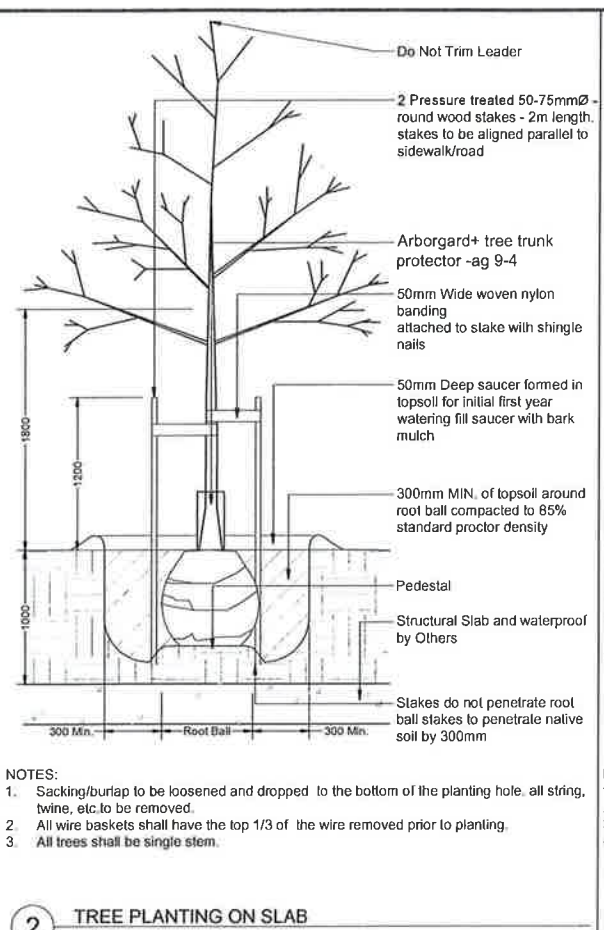 Do Not Trim Leader
2 Pressure treated 50-75mmØ -
round wood stakes - 2m length.
stakes to be aligned parallel to
sidewalk/road
Arborgard+ tree trunk
protector -ag 9-4
50mm Wide woven nylon
banding
attached to stake with shingle
nails
50mm Deep saucer formed in
topsoil for initial first year
watering fill saucer with bark
mulch
300mm MIN. of topsoil around
root ball compacted to 85%
standard proctor density
Pedestal
Structural Slab and waterproof
by Others
Stakes do not penetrate root
ball stakes to penetrate native
soil by 300mm
1800
1200
1000
300 Min.
Root Ball
300 Min.
NOTES:
1. Sacking/burlap to be loosened and dropped to the bottom of the planting hole. all string,
twine, etc.to be removed.
2. All wire baskets shall have the top 1/3 of the wire removed prior to planting.
3. All trees shall be single stem.
2
TREE PLANTING ON SLAB